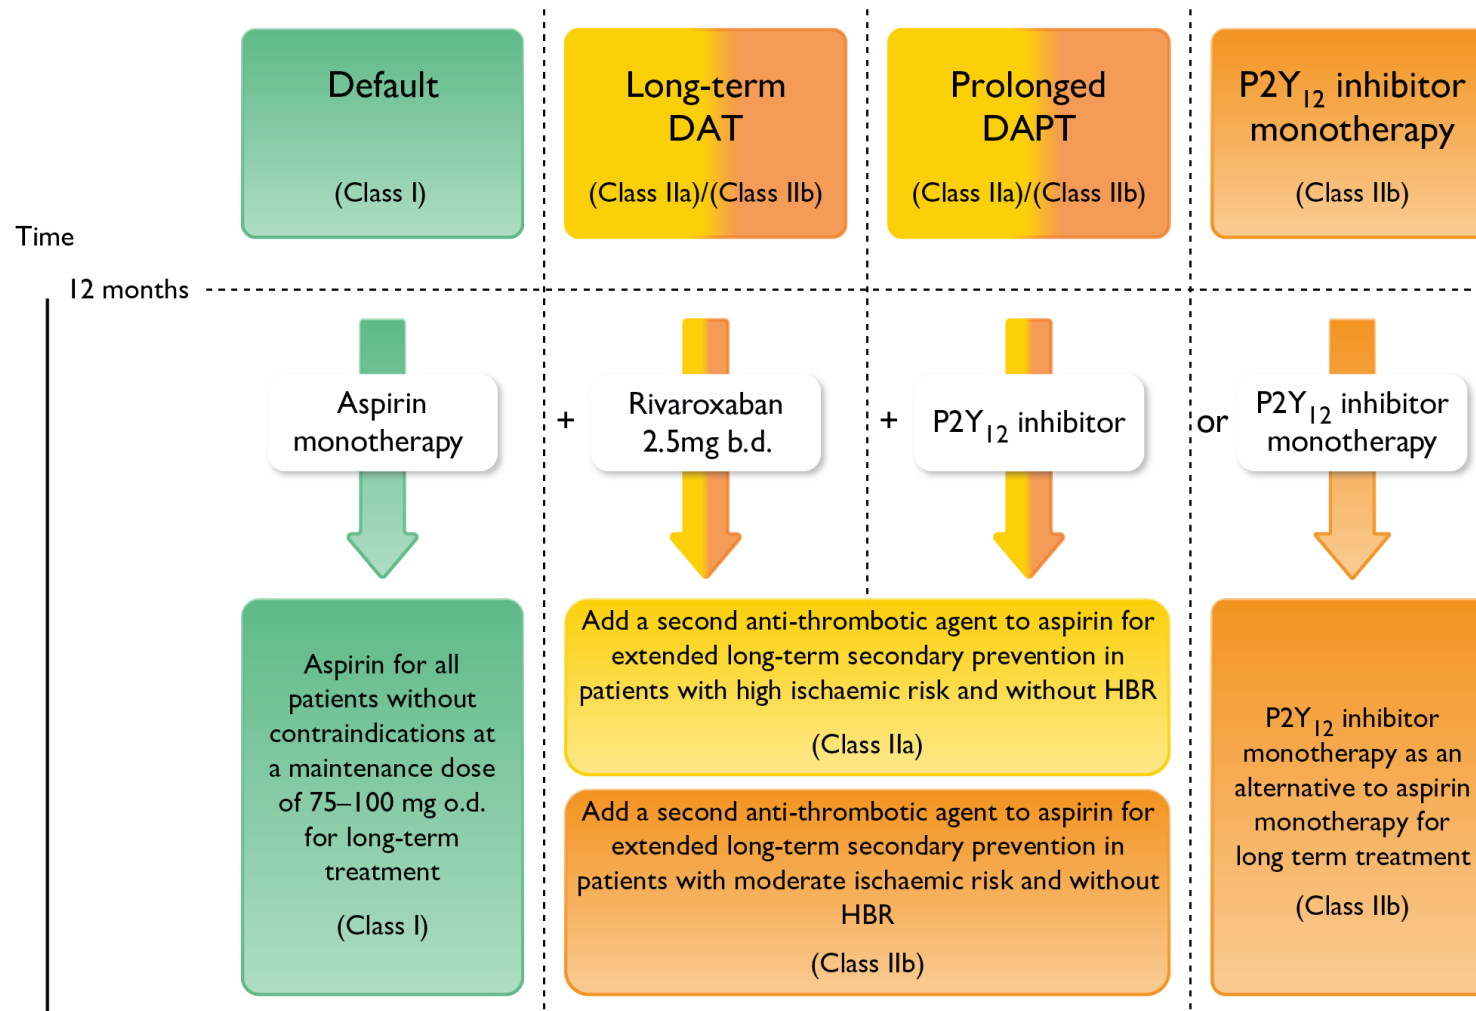 Default
(Class I)
Long-term
DAT
(Class IIa)/(Class IIb)
Prolonged
DAPT
(Class IIa)/(Class IIb)
P2Y12 inhibitor
monotherapy
(Class IIb)
Time
12 months
Aspirin
monotherapy
+
Rivaroxaban
2.5mg b.d.
+
P2Y12 inhibitor
or
P2Y12 inhibitor
monotherapy
Aspirin for all
patients without
contraindications at
a maintenance dose
of 75–100 mg o.d.
for long-term
treatment
(Class I)
Add a second anti-thrombotic agent to aspirin for
extended long-term secondary prevention in
patients with high ischaemic risk and without HBR
(Class IIa)
Add a second anti-thrombotic agent to aspirin for
extended long-term secondary prevention in
patients with moderate ischaemic risk and without
HBR
(Class IIb)
P2Y12 inhibitor
monotherapy as an
alternative to aspirin
monotherapy for
long term treatment
(Class IIb)